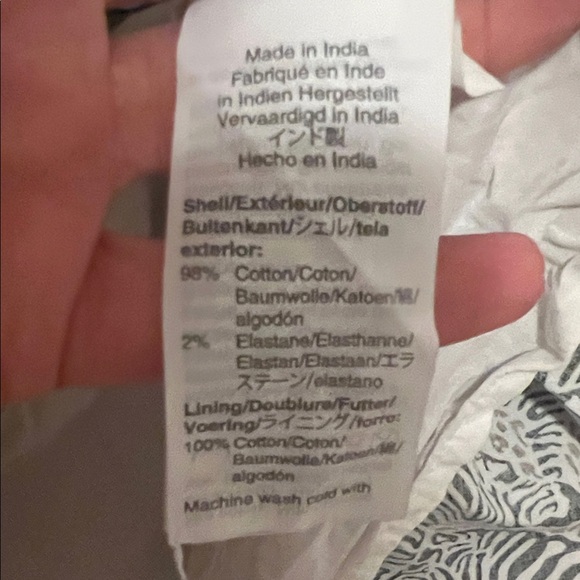 Made in India
Fabriqué en Inde
in Indien Hergestellt
Vervaardigd in India
インド製
Hecho en India
Shell/Extérieur/Oberstoff/
Buitenkant/シェル/tela
exterior:
98% Cotton/Coton/
Baumwolle/Katoen/綿/
algodón
2% Elastane/Elasthanne/
Elastan/Elastaan/エラ
ステーン/elastano
Lining/Doublure/Futter/
Voering/ライニング/forro:
100% Cotton/Coton/
Baumwolle/Katoen/綿/
algodón
Machine wash cold with